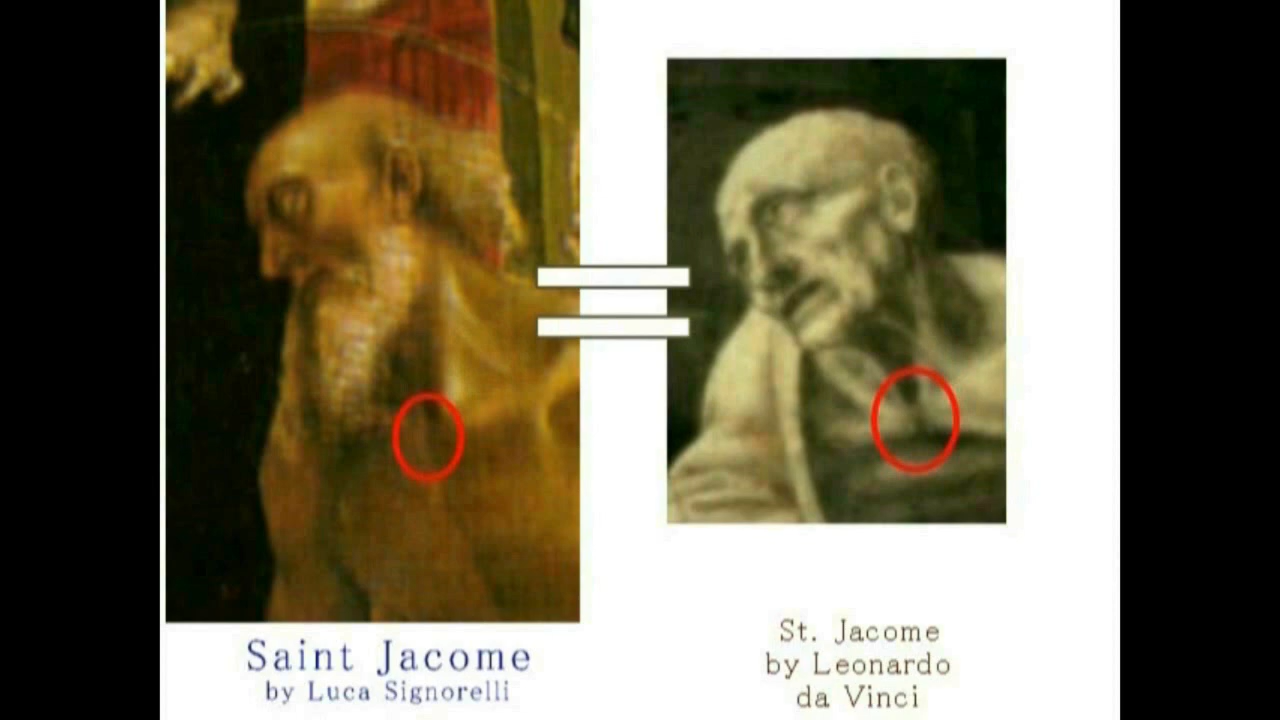 Saint Jacome
by Luca Signorelli
St. Jacome
by Leonardo
da Vinci